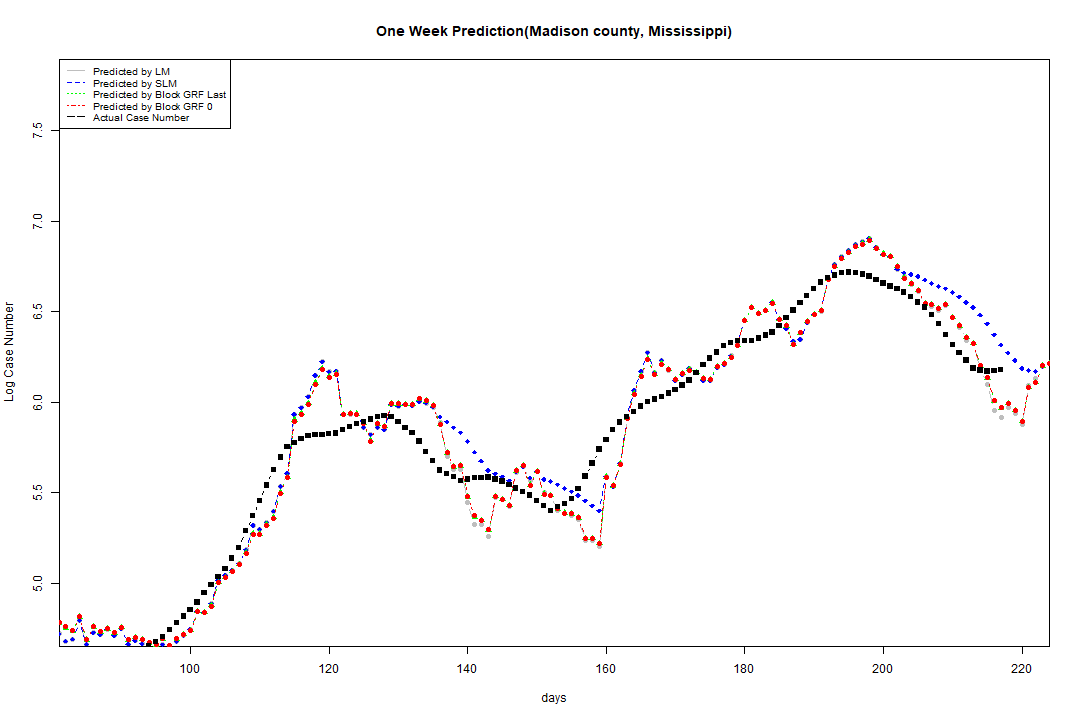 One Week Prediction(Madison county, Mississippi)
Predicted by LM
Predicted by SLM
Predicted by Block GRF Last
Predicted by Block GRF 0
Actual Case Number
Log Case Number
7.5
7.0
6.5
6.0
5.5
5.0
100 120 140 160 180 200 220
days